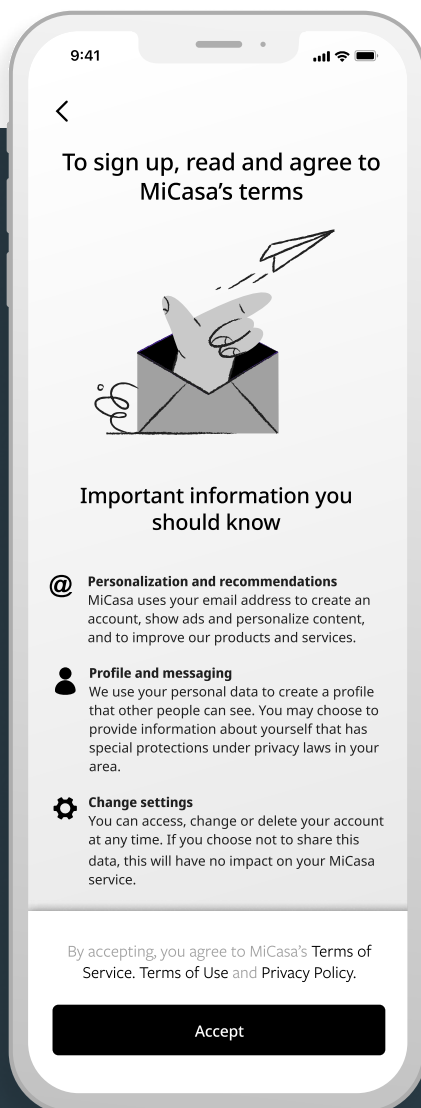 9:41
To sign up, read and agree to
MiCasa’s terms
Important information you
should know
@ Personalization and recommendations
MiCasa uses your email address to create an
account, show ads and personalize content,
and to improve our products and services.
Profile and messaging
We use your personal data to create a profile
that other people can see. You may choose to
provide information about yourself that has
special protections under privacy laws in your
area.
Change settings
You can access, change or delete your account
at any time. If you choose not to share this
data, this will have no impact on your MiCasa
service.
By accepting, you agree to MiCasa’s Terms of
Service. Terms of Use and Privacy Policy.
Accept